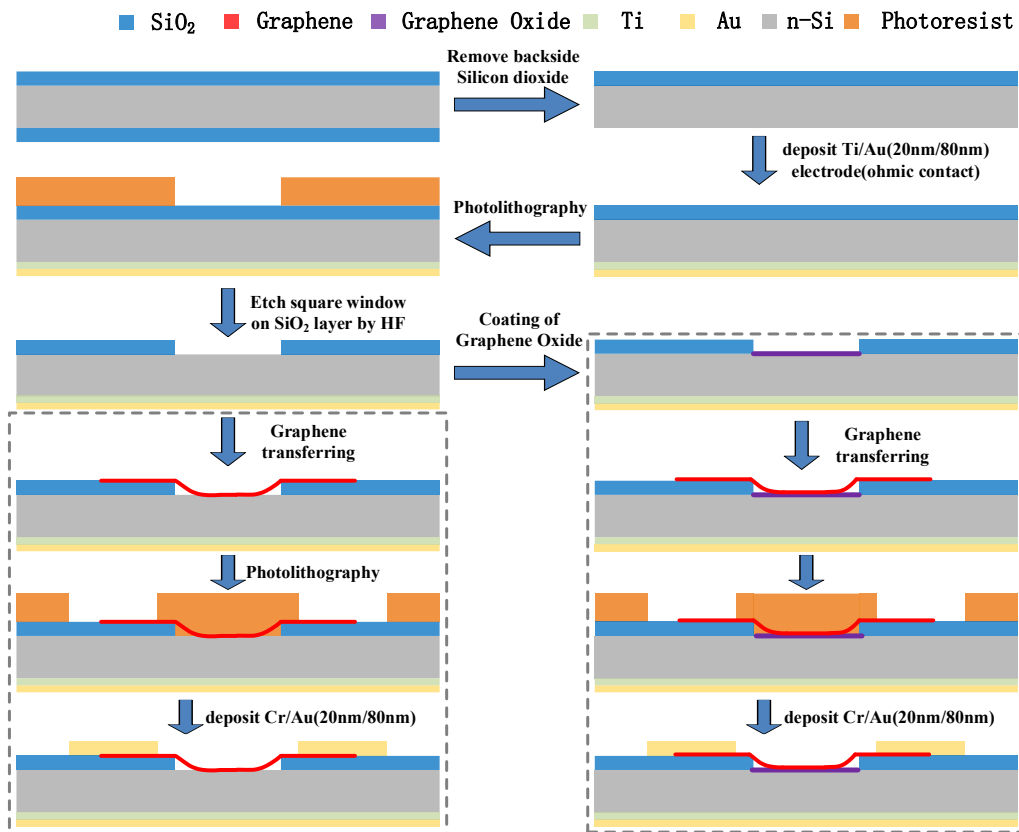 SiO₂ Graphene Graphene Oxide Ti Au n-Si Photoresist
Remove backside
Silicon dioxide
deposit Ti/Au(20nm/80nm)
electrode(ohmic contact)
Photolithography
Etch square window
on SiO₂ layer by HF
Coating of
Graphene Oxide
Graphene
transferring
Graphene
transferring
Photolithography
deposit Cr/Au(20nm/80nm)
deposit Cr/Au(20nm/80nm)